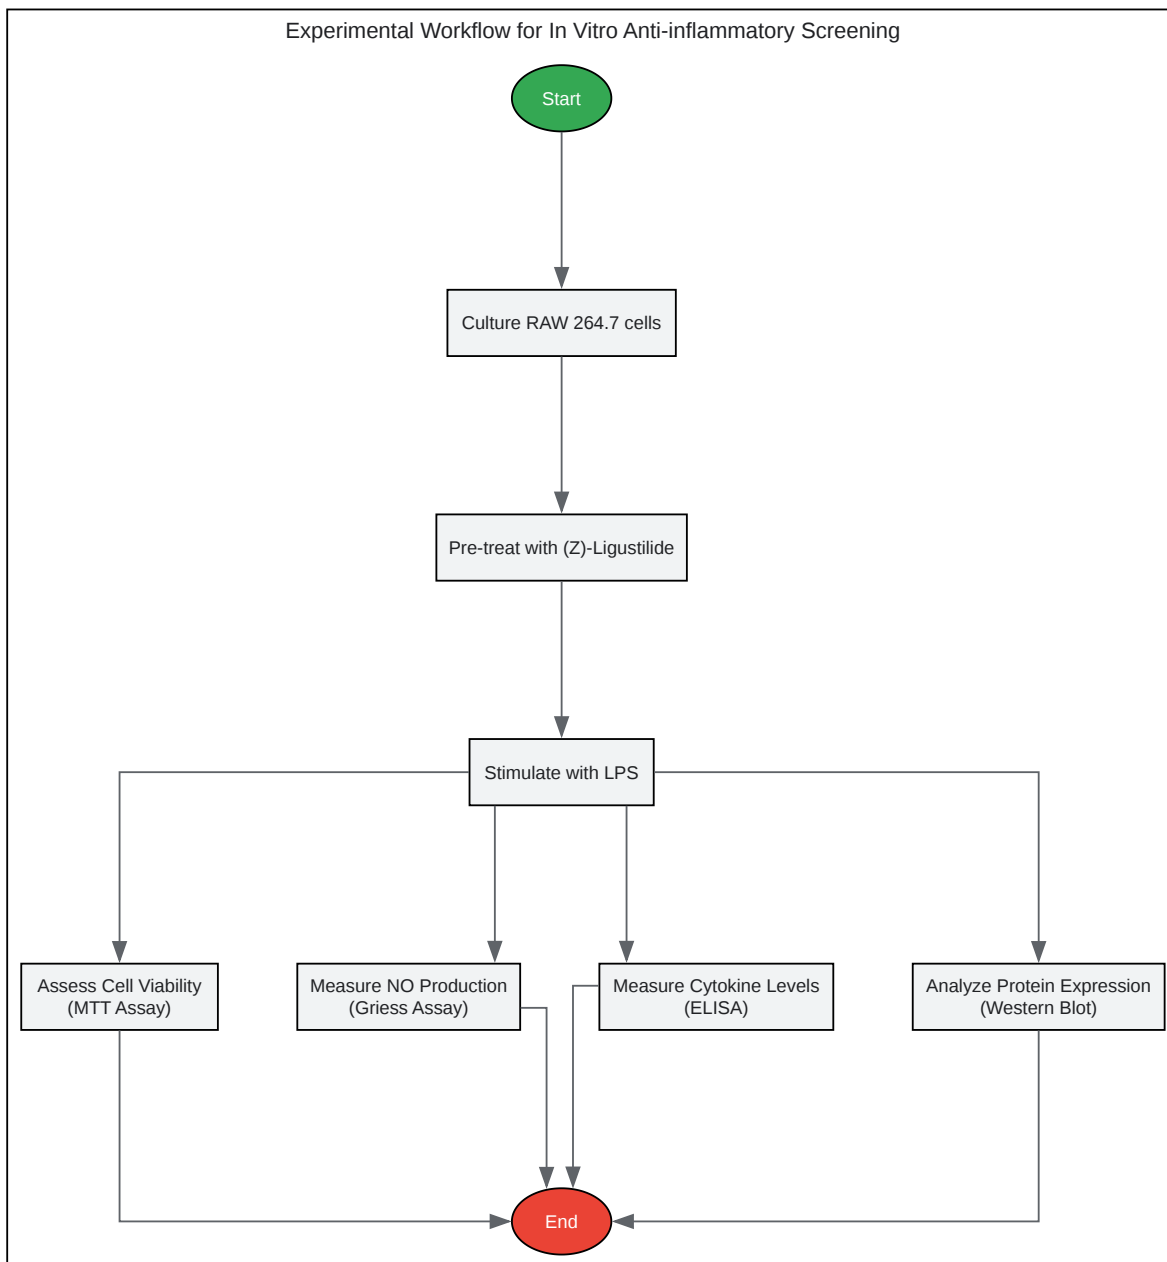 Experimental Workflow for In Vitro Anti-inflammatory Screening
Start
Culture RAW 264.7 cells
Pre-treat with (Z)-Ligustilide
Stimulate with LPS
Assess Cell Viability
(MTT Assay)
Measure NO Production
(Griess Assay)
Measure Cytokine Levels
(ELISA)
Analyze Protein Expression
(Western Blot)
End